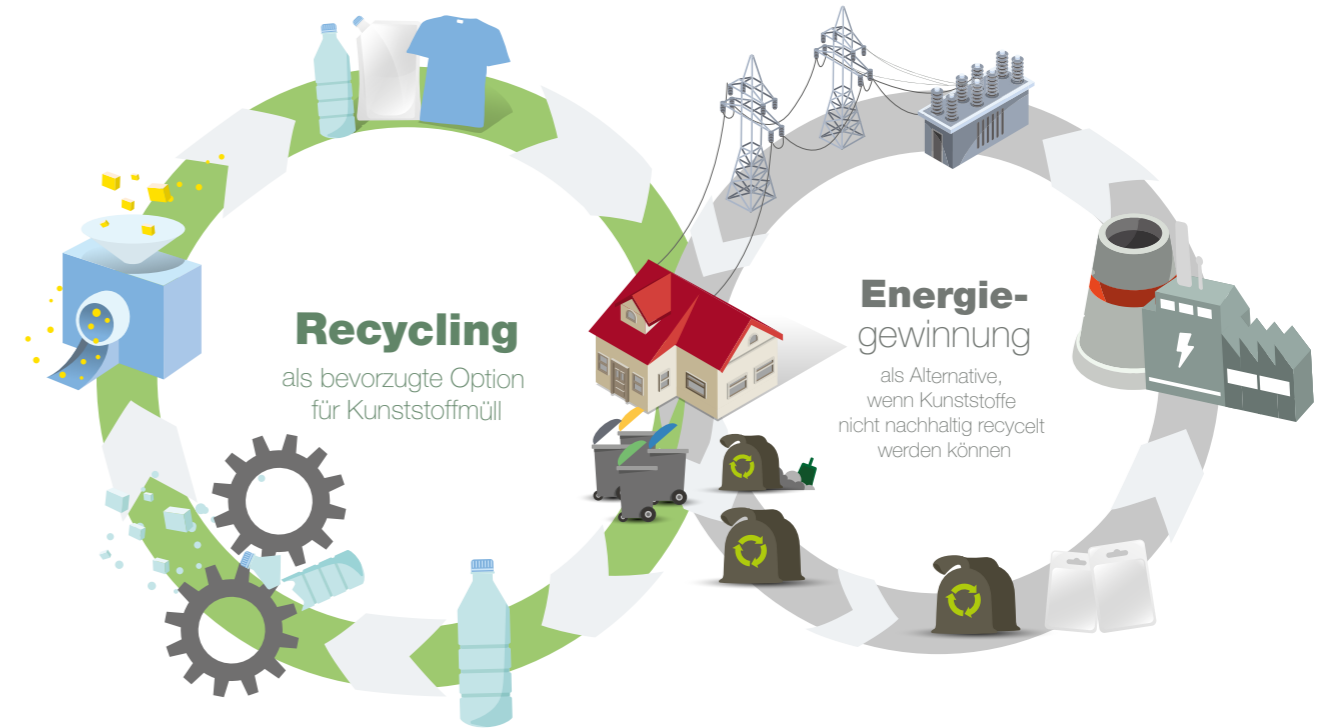 Recycling
als bevorzugte Option
für Kunststoffmüll
Energie-
gewinnung
als Alternative,
wenn Kunststoffe
nicht nachhaltig recycelt
werden können